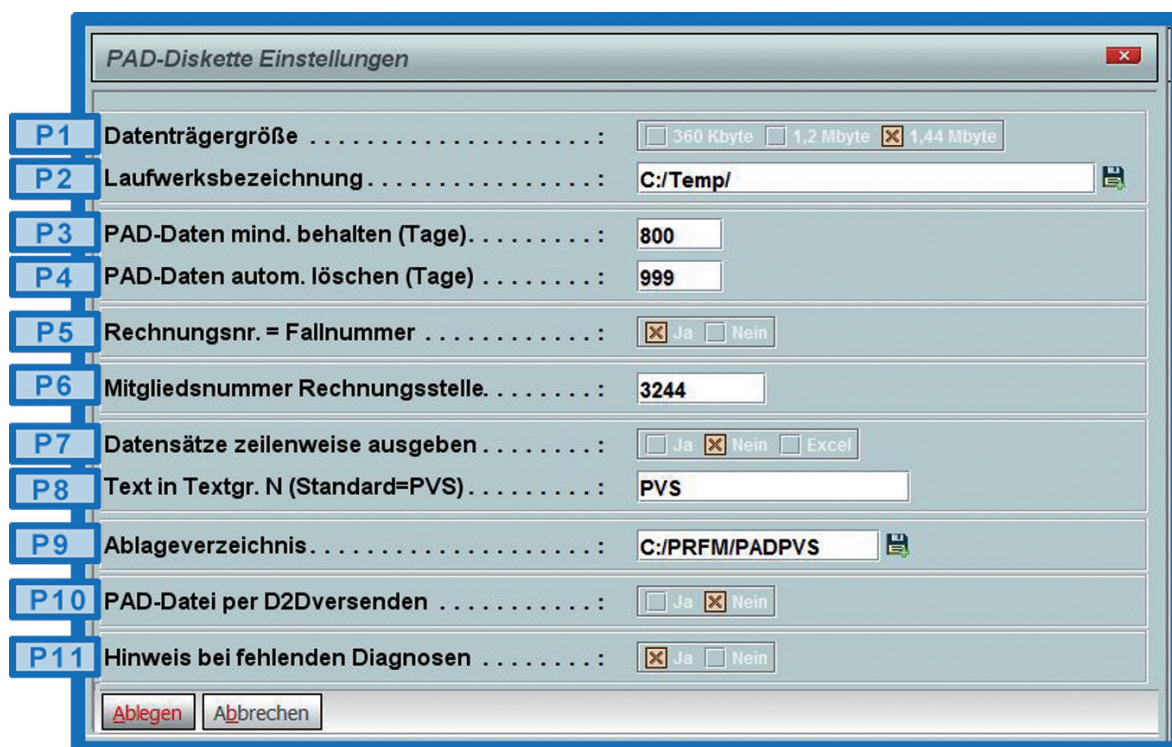 PAD-Diskette Einstellungen
P1 Datenträgergröße . . . . . . . . . . . . . . . . . . . . . . : 360 Kbyte 1,2 Mbyte 1,44 Mbyte
P2 Laufwerksbezeichnung. . . . . . . . . . . . . . . . . . : C:/Temp/
P3 PAD-Daten mind. behalten (Tage). . . . . . . . . : 800
P4 PAD-Daten autom. löschen (Tage) . . . . . . . . : 999
P5 Rechnungsnr. = Fallnummer . . . . . . . . . . . . . : Ja Nein
P6 Mitgliedsnummer Rechnungsstelle. . . . . . . . : 3244
P7 Datensätze zeilenweise ausgeben . . . . . . . . : Ja Nein Excel
P8 Text in Textgr. N (Standard=PVS). . . . . . . . . : PVS
P9 Ablageverzeichnis. . . . . . . . . . . . . . . . . . . . . . : C:/PRFM/PADPVS
P10 PAD-Datei per D2Dversenden . . . . . . . . . . . . : Ja Nein
P11 Hinweis bei fehlenden Diagnosen . . . . . . . . : Ja Nein
Ablegen Abbrechen